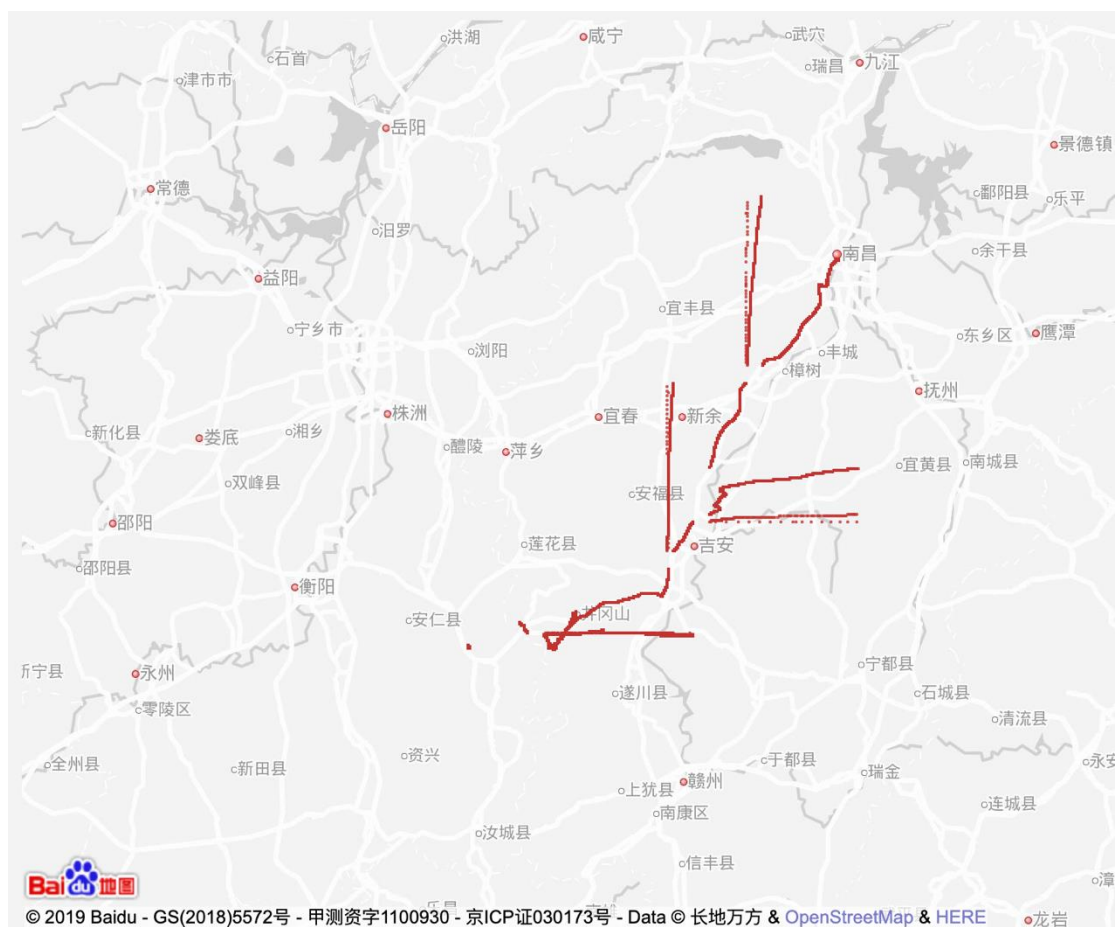 洪湖
咸宁
武穴
石首
瑞昌
九江
津市市
岳阳
景德镇
常德
鄱阳县
乐平
汨罗
南昌
余干县
益阳
宜丰县
宁乡市
东乡区
鹰潭
浏阳
丰城
樟树
抚州
株洲
宜春
新余
新化县
娄底
湘乡
醴陵
萍乡
宜黄县
南城县
双峰县
安福县
邵阳
莲花县
吉安
邵阳县
衡阳
安仁县
井冈山
宁都县
新宁县
永州
遂川县
石城县
零陵区
清流县
资兴
全州县
新田县
于都县
永安
瑞金
赣州
上犹县
连城县
南康区
汝城县
信丰县
漳
Bai du 地图
龙岩
© 2019 Baidu - GS(2018)5572号 - 甲测资字1100930 - 京ICP证030173号 - Data © 长地万方 & OpenStreetMap & HERE